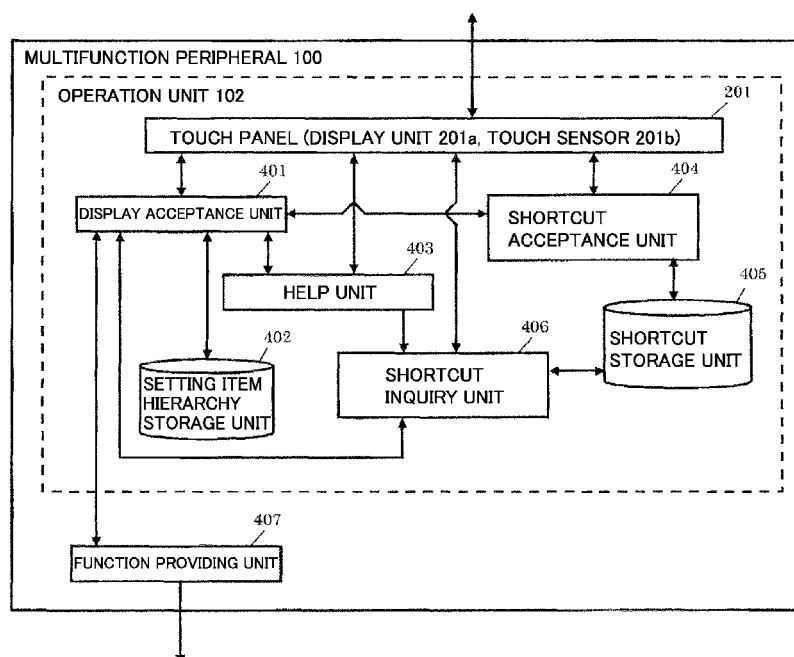 MULTIFUNCTION PERIPHERAL 100
OPERATION UNIT 102
201
TOUCH PANEL (DISPLAY UNIT 201a, TOUCH SENSOR 201b)
401
DISPLAY ACCEPTANCE UNIT
404
SHORTCUT
ACCEPTANCE UNIT
403
HELP UNIT
405
SHORTCUT
STORAGE UNIT
402
SETTING ITEM
HIERARCHY
STORAGE UNIT
406
SHORTCUT
INQUIRY UNIT
407
FUNCTION PROVIDING UNIT